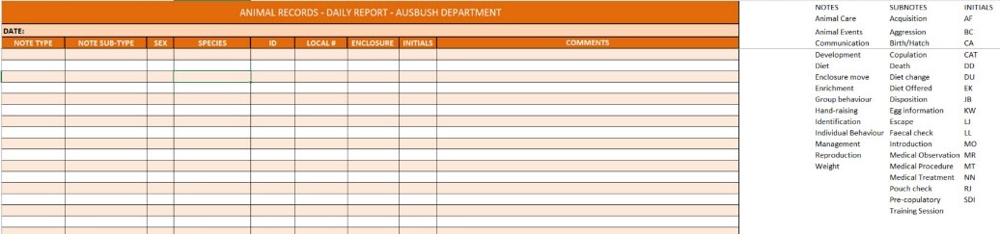 ANIMAL RECORDS - DAILY REPORT - AUSBUSH DEPARTMENT
DATE:
NOTE TYPE NOTE SUB-TYPE SEX SPECIES ID LOCAL # ENCLOSURE INITIALS COMMENTS
NOTES SUBNOTES INITIALS
Animal Care Acquisition AF
Animal Events Aggression BC
Communication Birth/Hatch CA
Development Copulation CAT
Diet Death DD
Enclosure move Diet change DU
Enrichment Diet Offered EK
Group behaviour Disposition JB
Hand-raising Egg information KW
Identification Escape LJ
Individual Behaviour Faecal check LL
Management Introduction MO
Reproduction Medical Observation MR
Weight Medical Procedure MT
Medical Treatment NN
Pouch check RJ
Pre-copulatory SDI
Training Session